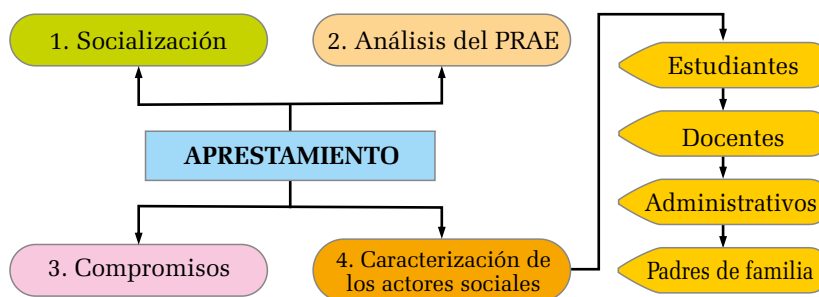 1. Socialización
2. Análisis del PRAE
APRESTAMIENTO
3. Compromisos
4. Caracterización de
los actores sociales
Estudiantes
Docentes
Administrativos
Padres de familia